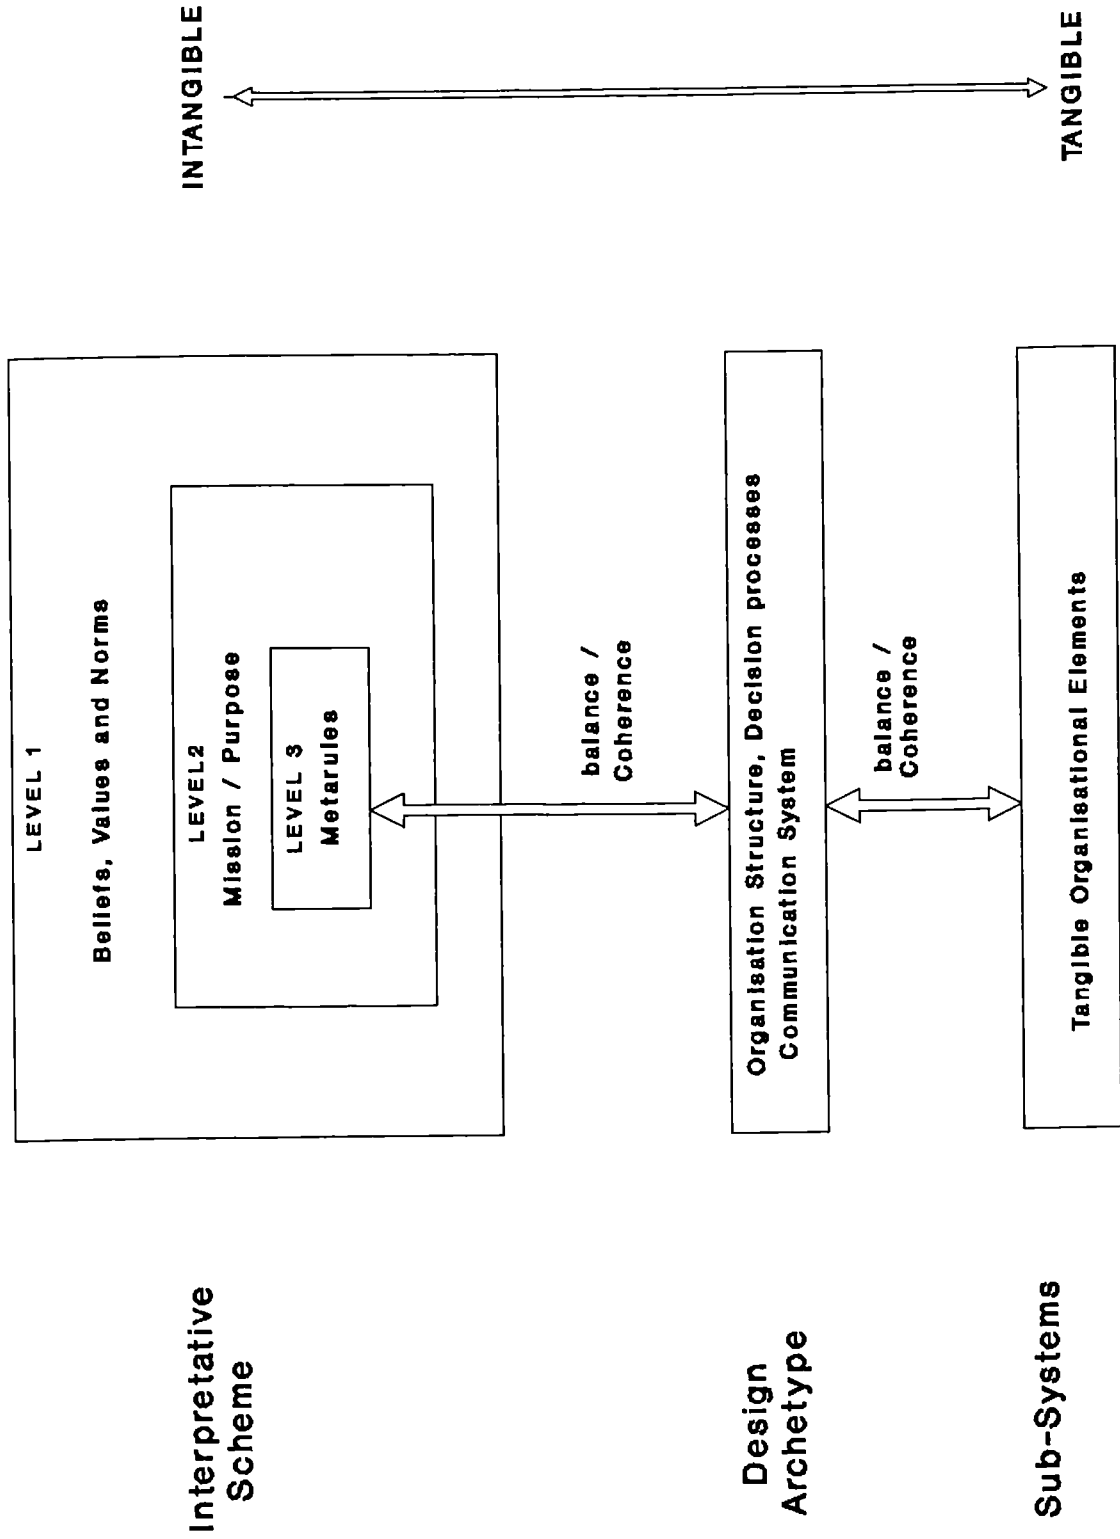 INTANGIBLE
TANGIBLE
LEVEL 1
Beliefs, Values and Norms
LEVEL2
Mission / Purpose
LEVEL 3
Metarules
balance /
Coherence
Organisation Structure, Decision processes
Communication System
balance /
Coherence
Tangible Organisational Elements
Interpretative
Scheme
Design
Archetype
Sub-Systems